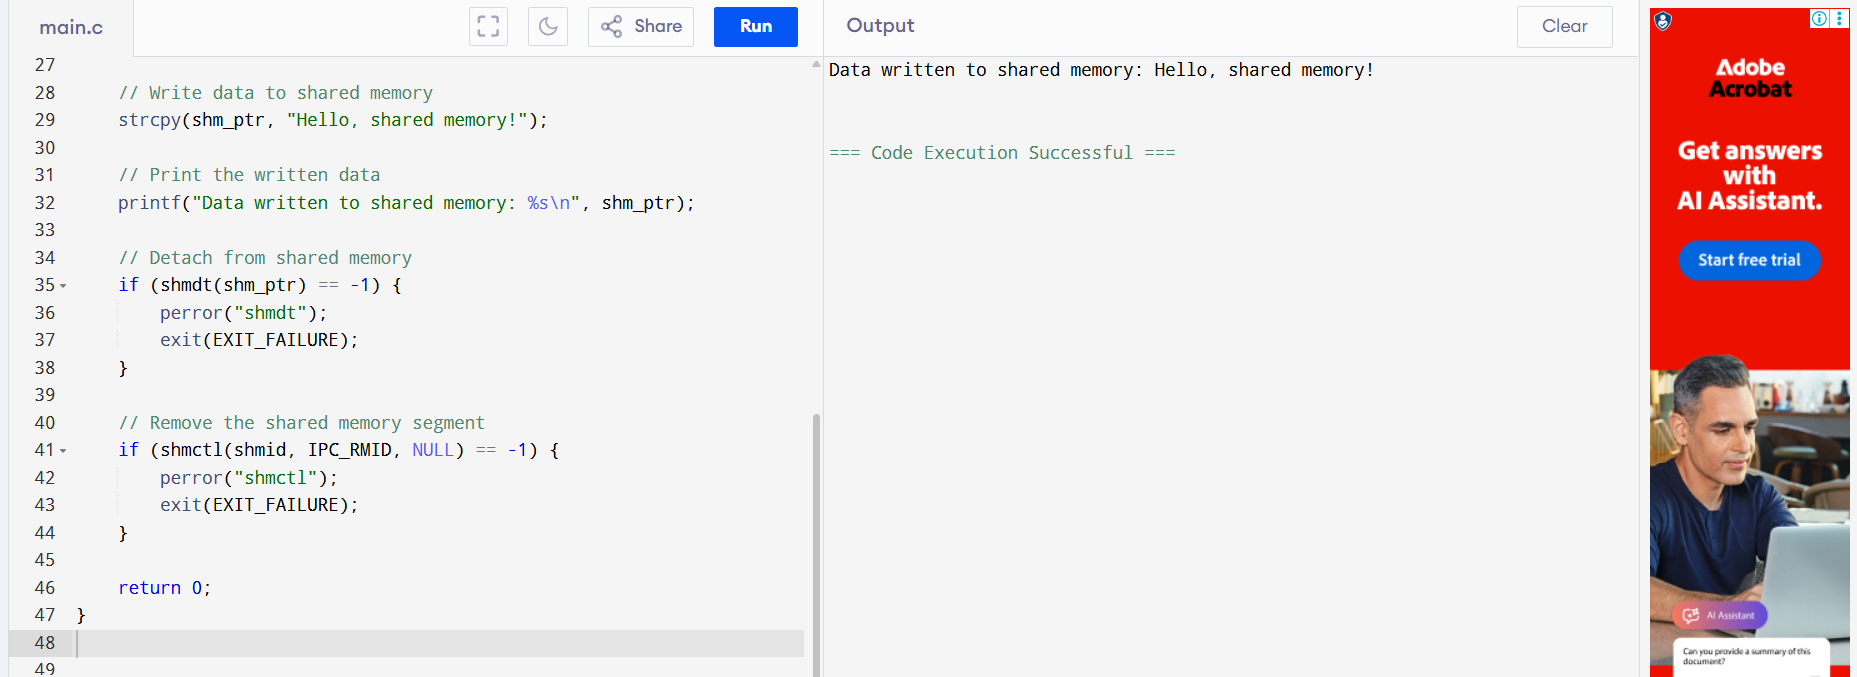 main.c
Share
Run
27
28 // Write data to shared memory
29 strcpy(shm_ptr, "Hello, shared memory!");
30
31 // Print the written data
32 printf("Data written to shared memory: %s\n", shm_ptr);
33
34 // Detach from shared memory
35 if (shmdt(shm_ptr) == -1) {
36 perror("shmdt");
37 exit(EXIT_FAILURE);
38 }
39
40 // Remove the shared memory segment
41 if (shmctl(shmid, IPC_RMID, NULL) == -1) {
42 perror("shmctl");
43 exit(EXIT_FAILURE);
44 }
45
46 return 0;
47 }
48
49
Output
Clear
Data written to shared memory: Hello, shared memory!
=== Code Execution Successful ===
Adobe
Acrobat
Get answers
with
AI Assistant.
Start free trial
AI Assistant
Can you provide a summary of this
document?